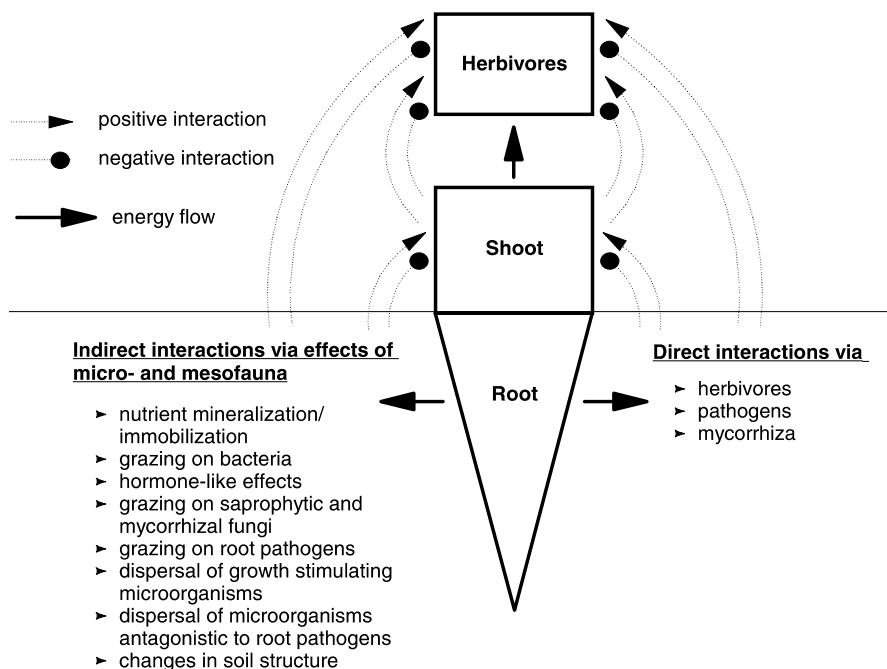 Herbivores
positive interaction
negative interaction
energy flow
Shoot
Indirect interactions via effects of
micro- and mesofauna
nutrient mineralization/
immobilization
grazing on bacteria
hormone-like effects
grazing on saprophytic and
mycorrhizal fungi
grazing on root pathogens
dispersal of growth stimulating
microorganisms
dispersal of microorganisms
antagonistic to root pathogens
changes in soil structure
Root
Direct interactions via
herbivores
pathogens
mycorrhiza